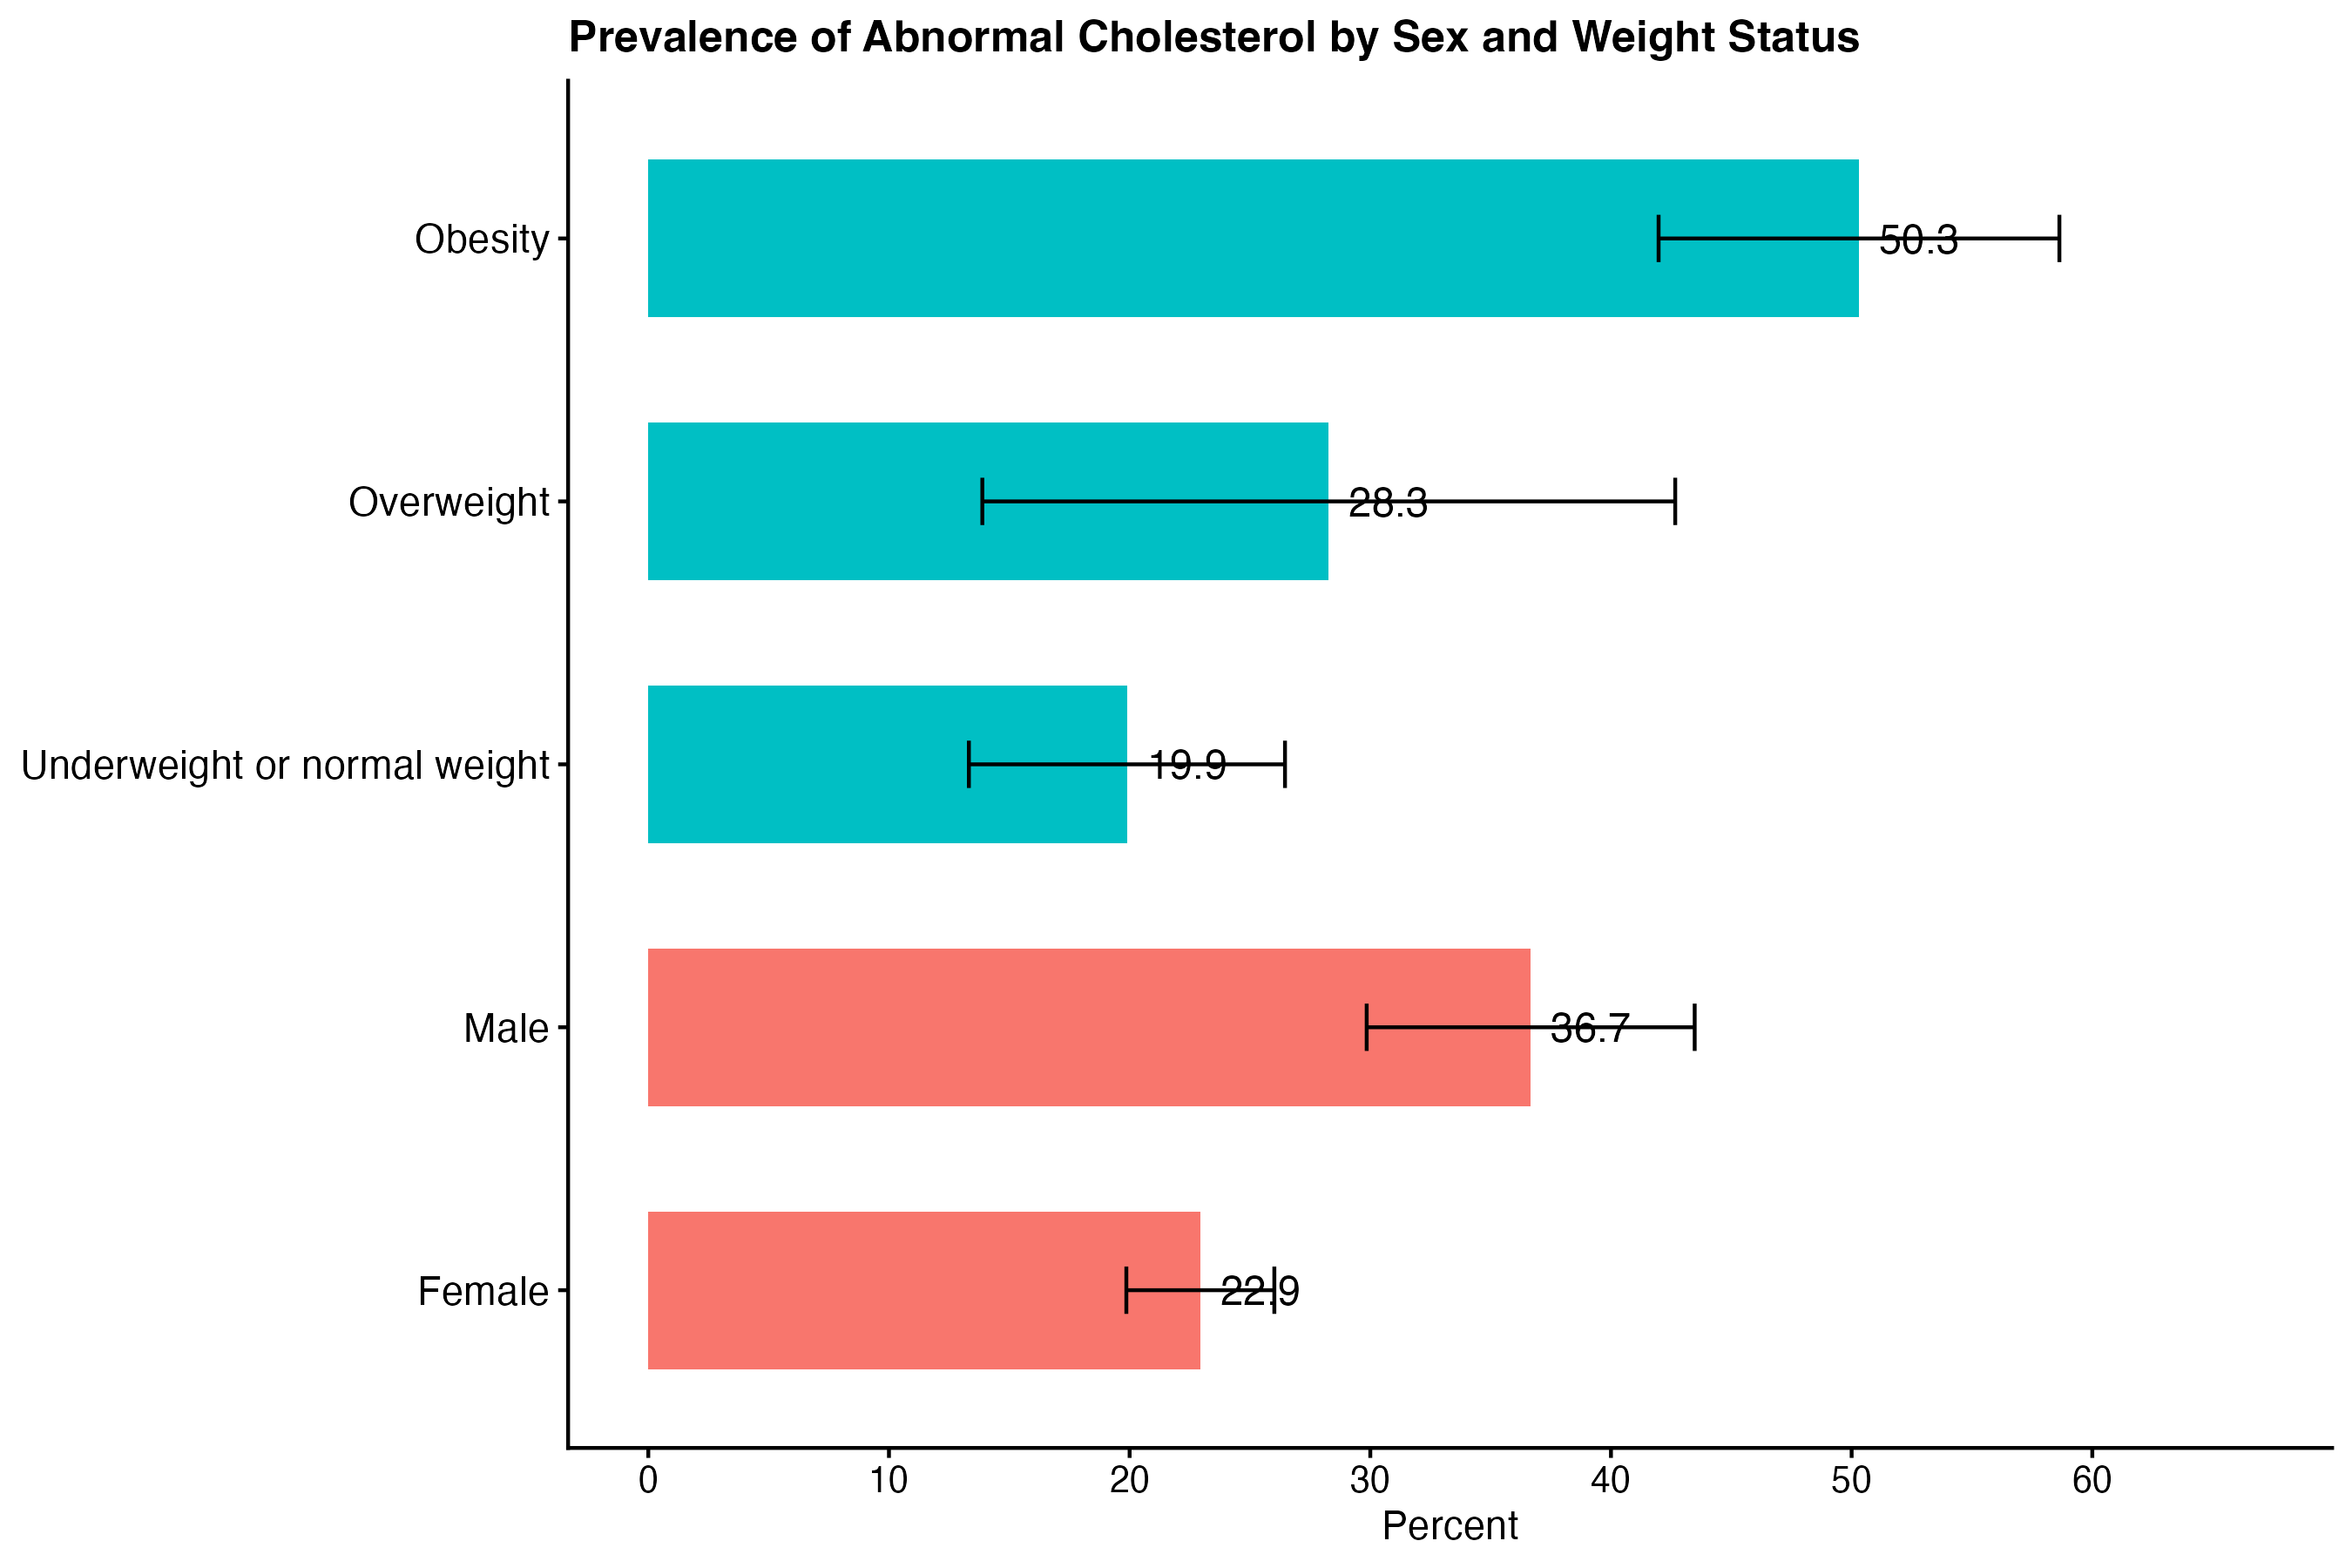 Prevalence of Abnormal Cholesterol by Sex and Weight Status
Obesity
50.3
Overweight
28.3
Underweight or normal weight
19.9
Male
36.7
Female
22.9
0 10 20 30 40 50 60
Percent